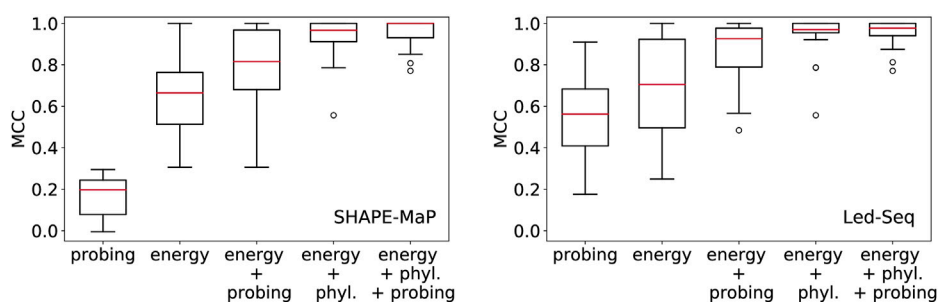 1.0
0.8
0.6
0.4
0.2
0.0
MCC
SHAPE-MaP
probing
energy
energy
+
probing
energy
+
phyl.
energy
+ phyl.
+ probing
1.0
0.8
0.6
0.4
0.2
0.0
MCC
Led-Seq
probing
energy
energy
+
probing
energy
+
phyl.
energy
+ phyl.
+ probing